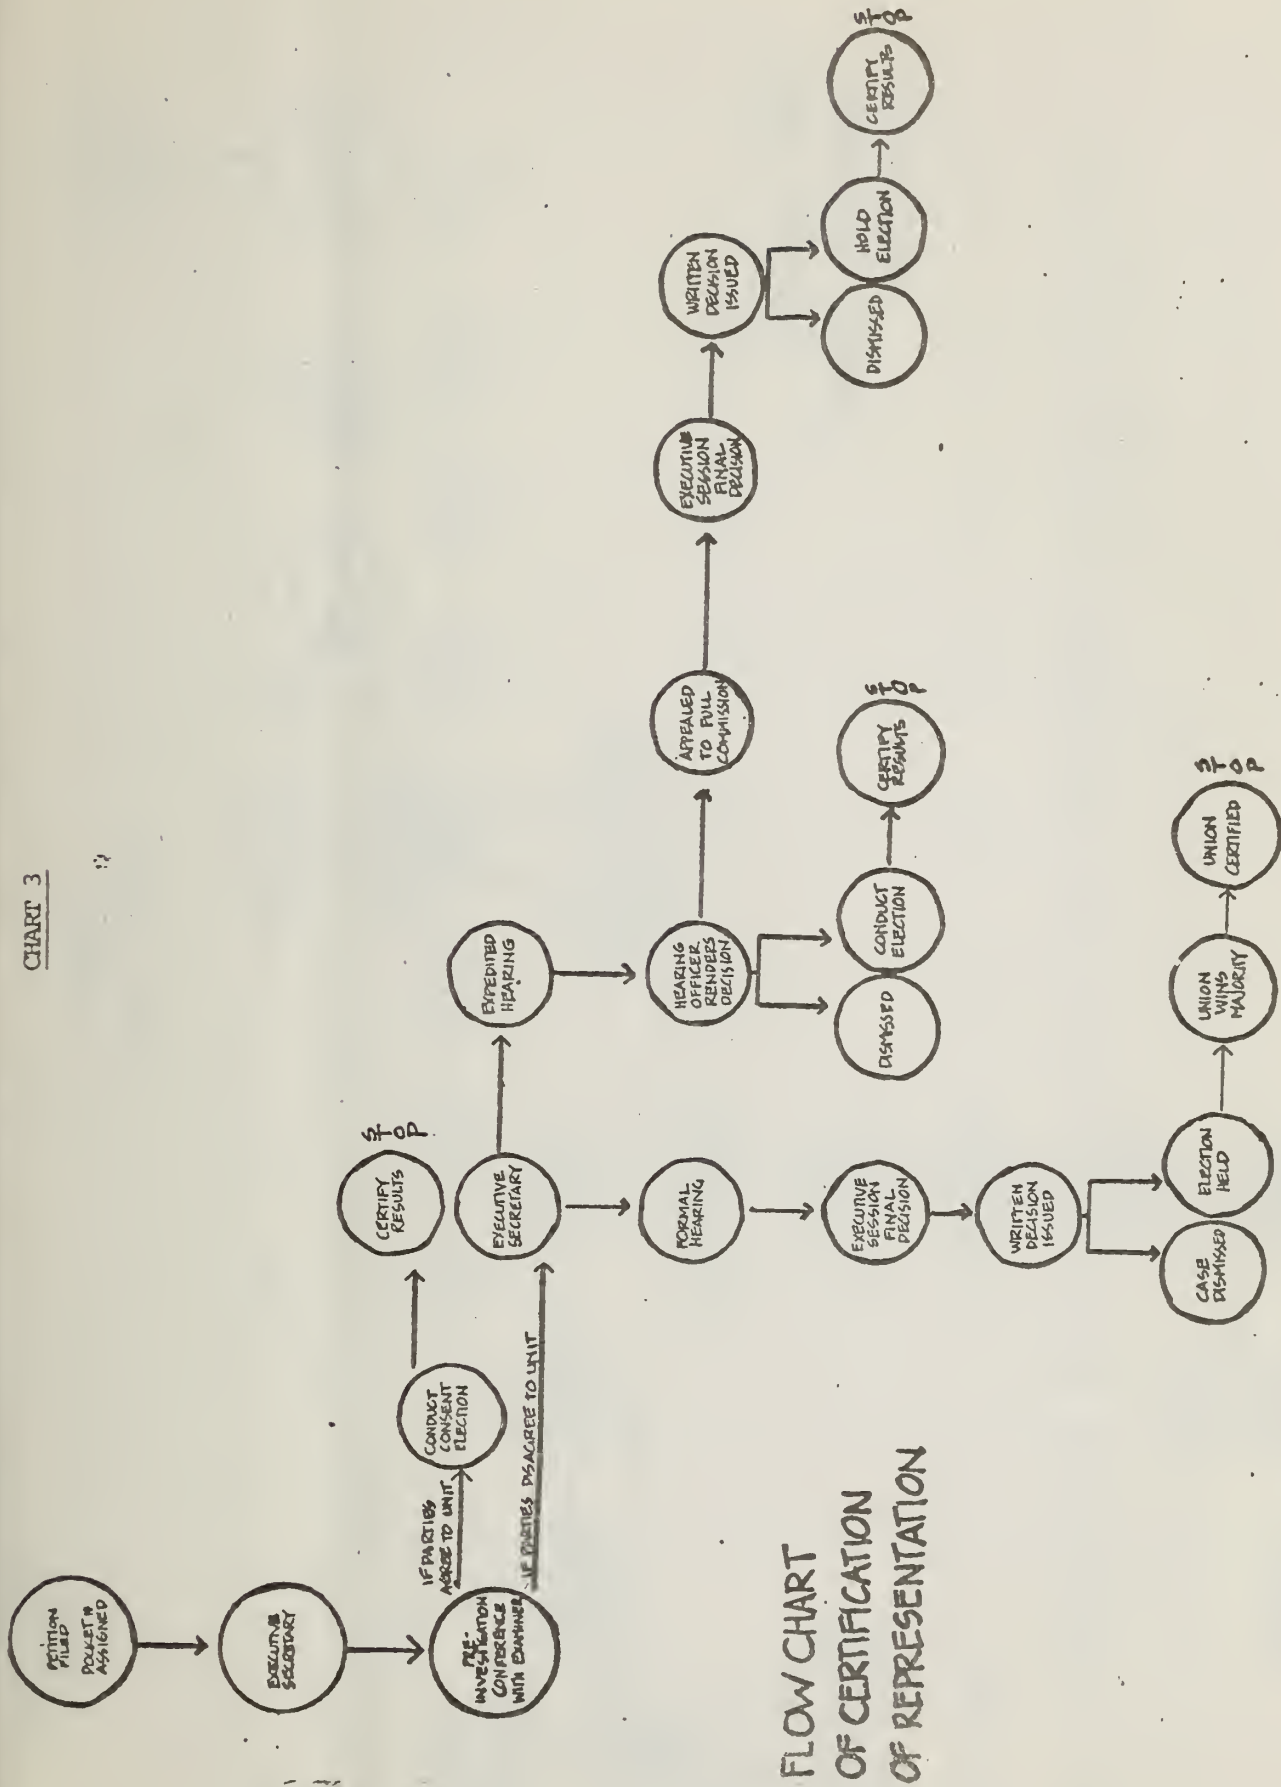 CHART 3
PETITION
FILED
POCKET #
ASSIGNED
EXECUTIVE
SECRETARY
PRE-
INVESTIGATION
CONFERENCE
WITH EXAMINER
IF PARTIES
AGREE TO UNIT
CONDUCT
CONSENT
ELECTION
CERTIFY
RESULTS
STOP
IF PARTIES DISAGREE TO UNIT
EXECUTIVE
SECRETARY
EXPEDITED
HEARING
HEARING
OFFICER
RENDERS
DECISION
DISMISSED
CONDUCT
ELECTION
CERTIFY
RESULTS
STOP
APPEALED
TO FULL
COMMISSION
EXECUTIVE
SESSION
FINAL
DECISION
WRITTEN
DECISION
ISSUED
DISMISSED
HOLD
ELECTION
CERTIFY
RESULTS
STOP
FORMAL
HEARING
EXECUTIVE
SESSION
FINAL
DECISION
WRITTEN
DECISION
ISSUED
CASE
DISMISSED
ELECTION
HELD
UNION
WINS
MAJORITY
UNION
CERTIFIED
STOP
FLOW CHART
OF CERTIFICATION
OF REPRESENTATION